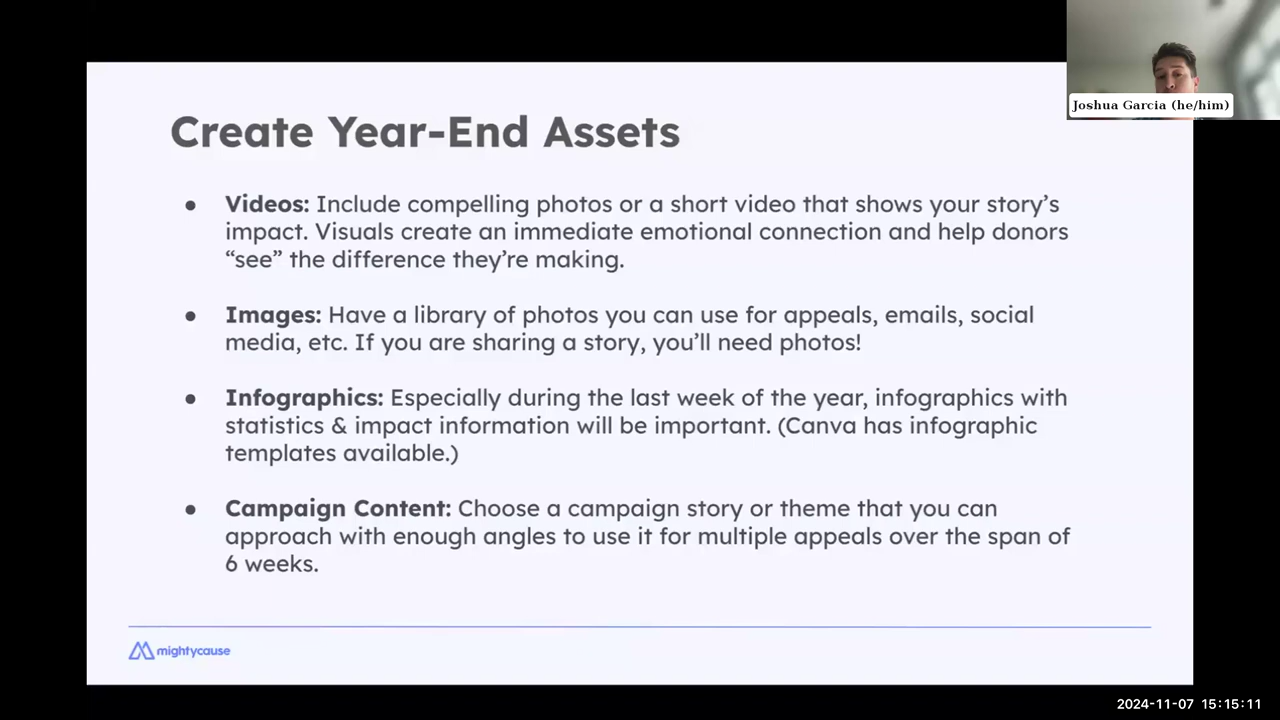 Joshua Garcia (he/him)
Create Year-End Assets
● Videos: Include compelling photos or a short video that shows your story’s
impact. Visuals create an immediate emotional connection and help donors
“see” the difference they’re making.
● Images: Have a library of photos you can use for appeals, emails, social
media, etc. If you are sharing a story, you’ll need photos!
● Infographics: Especially during the last week of the year, infographics with
statistics & impact information will be important. (Canva has infographic
templates available.)
● Campaign Content: Choose a campaign story or theme that you can
approach with enough angles to use it for multiple appeals over the span of
6 weeks.
mightycause
2024-11-07 15:15:11